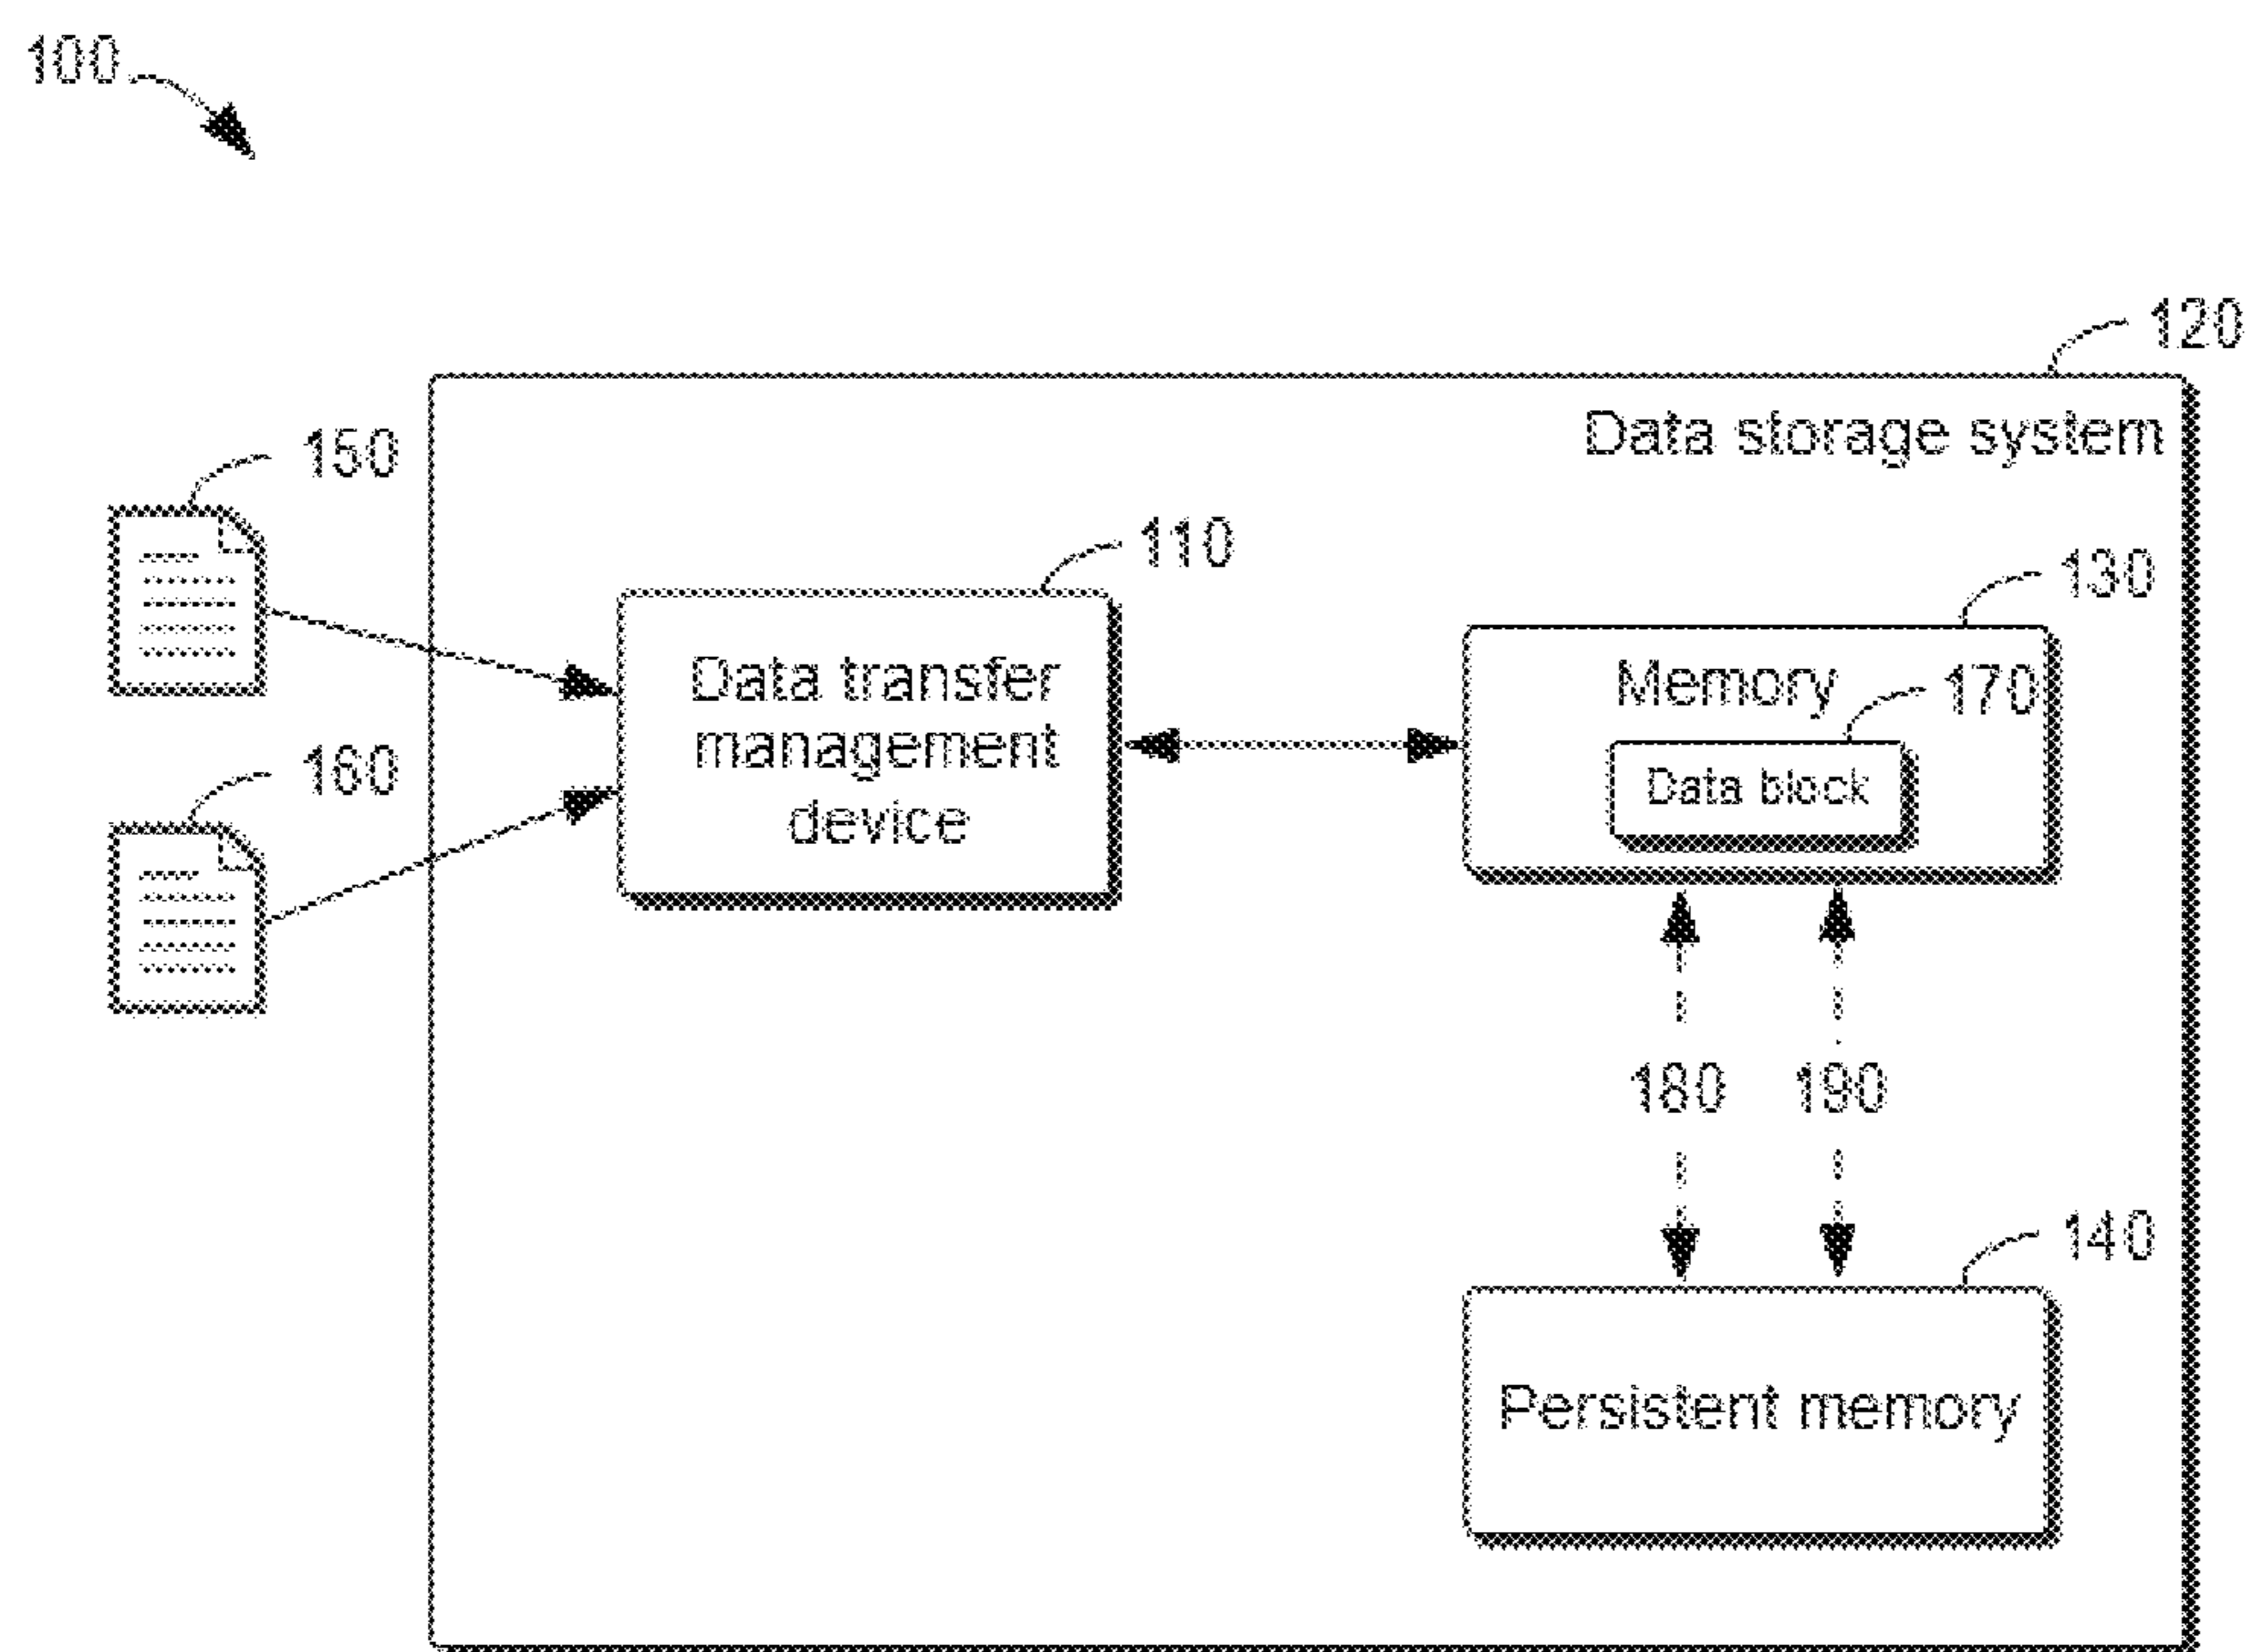 100
120
Data storage system
150
110
130
Data transfer
management
device
Memory
170
Data block
160
180
190
140
Persistent memory